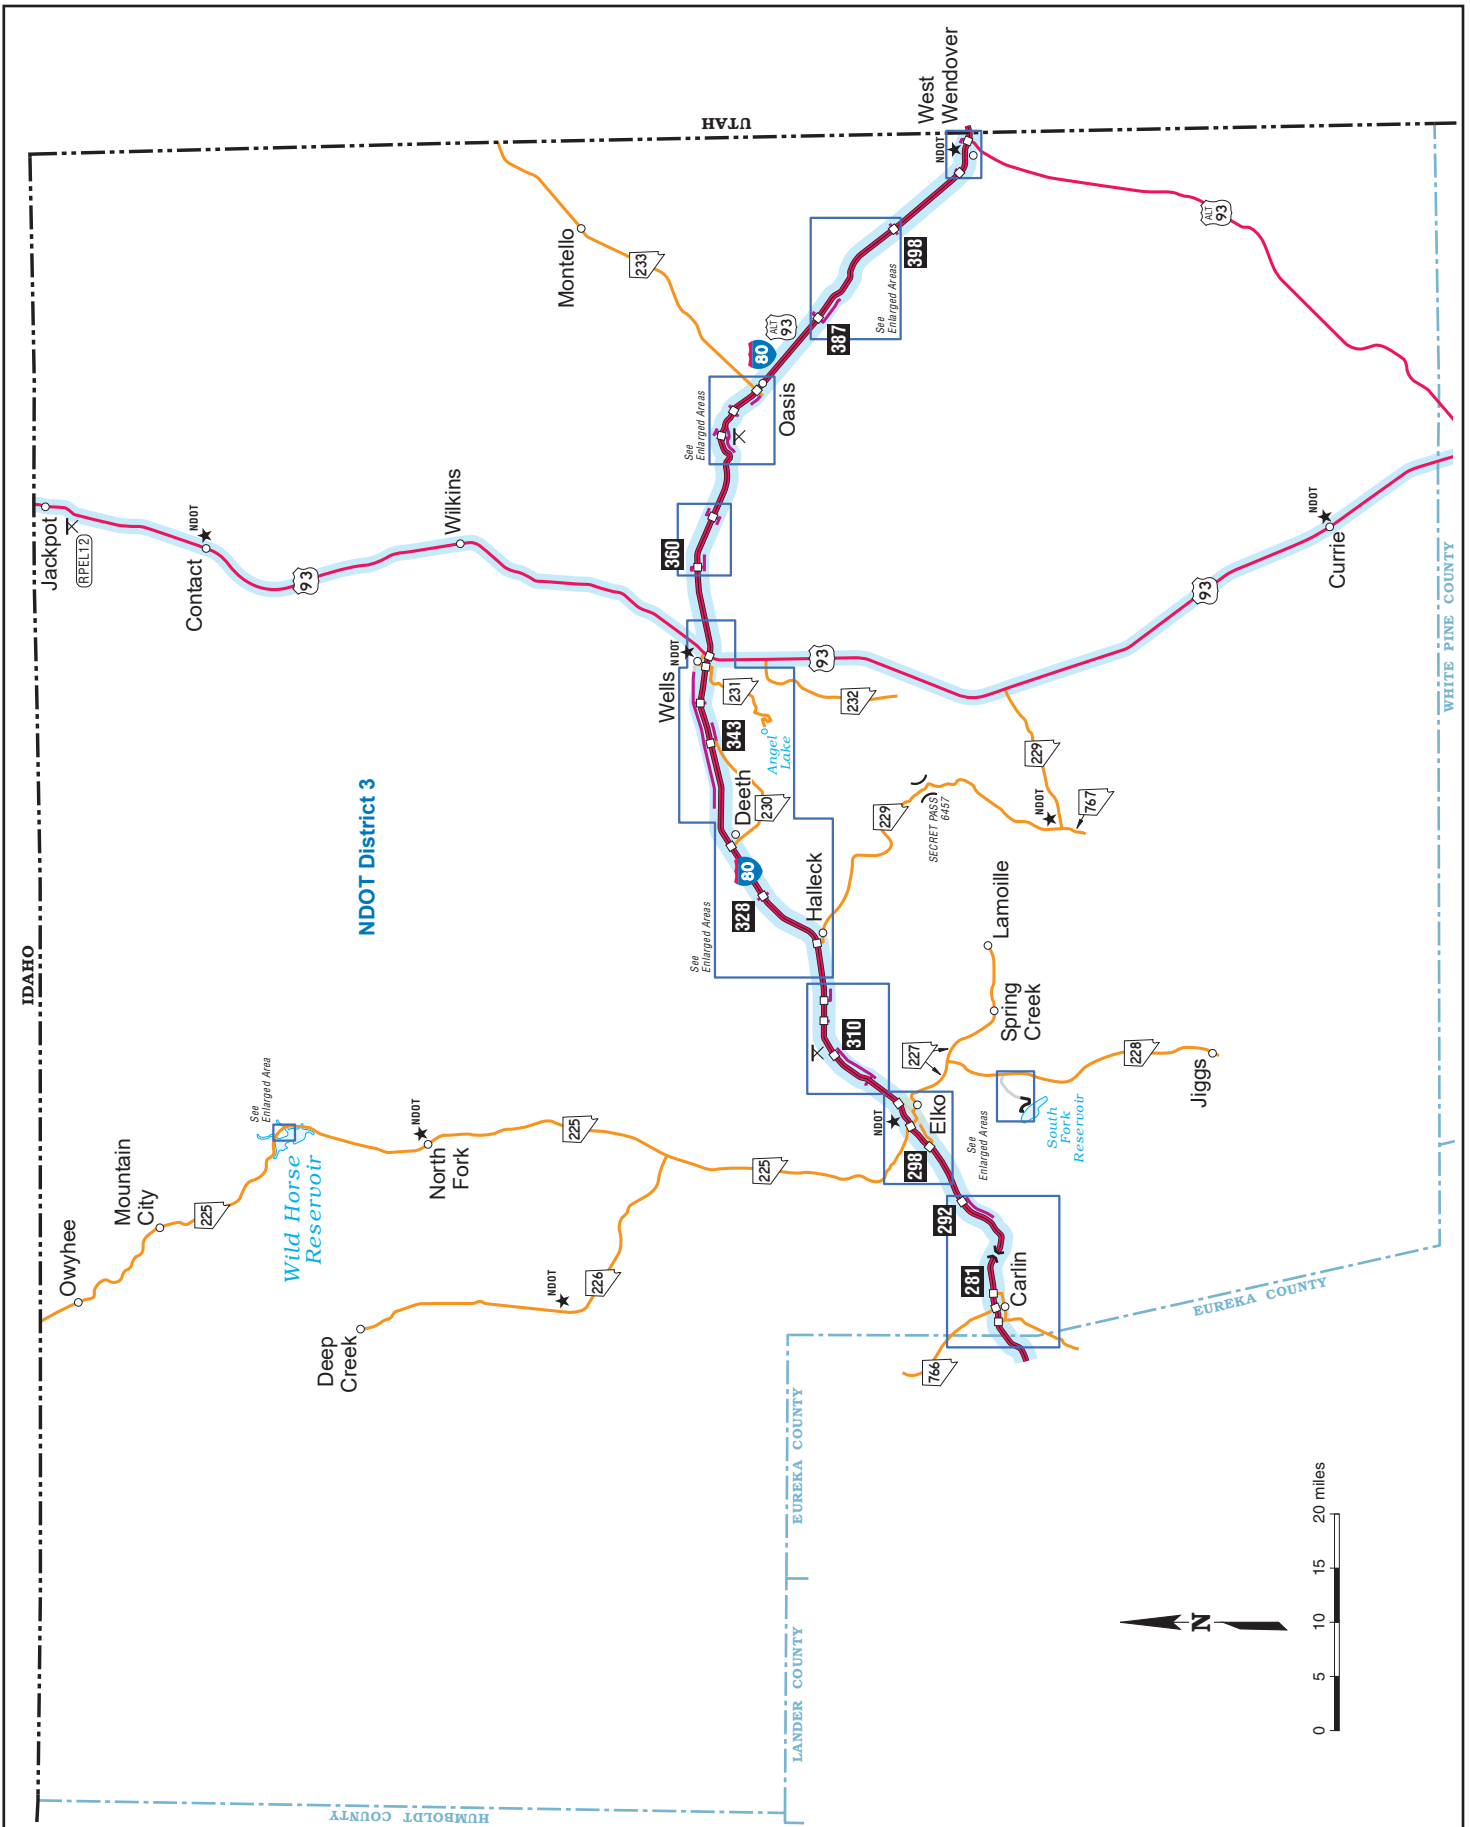 IDAHO
UTAH
Owyhee
Mountain
City
225
Wild Horse
Reservoir
See
Enlarged Area
NDOT
North
Fork
225
225
Deep
Creek
NDOT
226
NDOT District 3
Jackpot
RPEL12
Contact
NDOT
93
Wilkins
Montello
233
West
Wendover
NDOT
ALT
93
398
See
Enlarged Areas
387
ALT
93
80
Oasis
See
Enlarged Areas
360
Wells
NDOT
231
343
Angel
Lake
232
93
Deeth
230
80
328
See
Enlarged Areas
Halleck
229
SECRET PASS
6457
229
NDOT
767
93
Currie
NDOT
ALT
93
310
Lamoille
Spring
Creek
227
228
Jiggs
NDOT
Elko
298
See
Enlarged Areas
South
Fork
Reservoir
292
281
Carlin
766
EUREKA COUNTY
WHITE PINE COUNTY
EUREKA COUNTY
LANDER COUNTY
HUMBOLDT COUNTY
N
0 5 10 15 20 miles